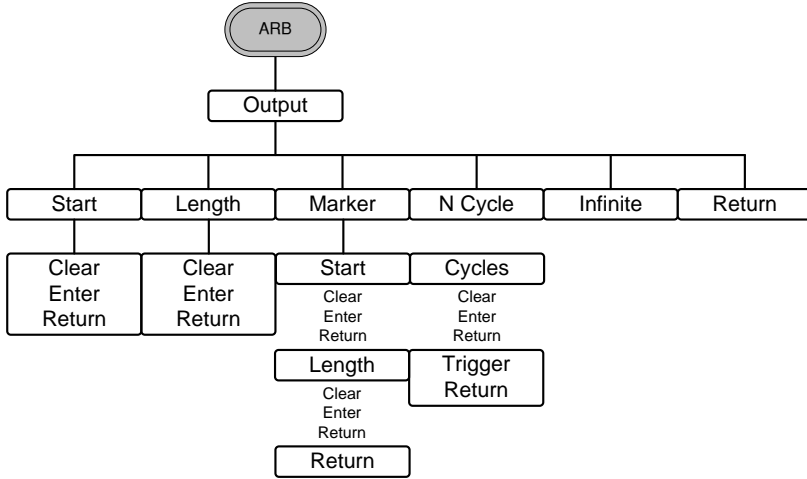 ARB
Output
Start Length Marker N Cycle Infinite Return
Clear
Enter
Return
Clear
Enter
Return
Start
Clear
Enter
Return
Length
Clear
Enter
Return
Return
Cycles
Clear
Enter
Return
Trigger
Return